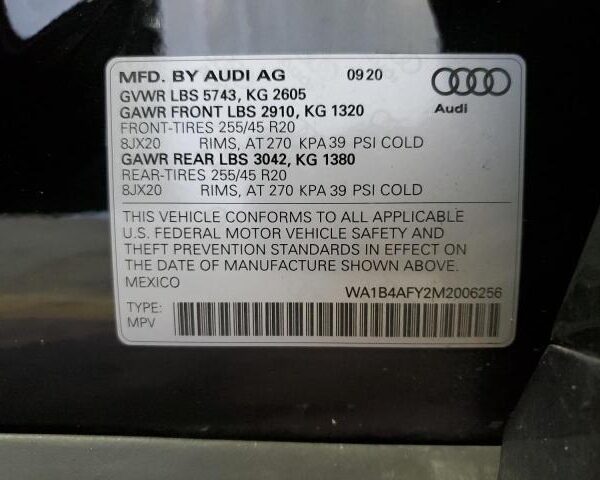 MFD. BY AUDI AG 09 20
GVWR LBS 5743, KG 2605
GAWR FRONT LBS 2910, KG 1320
FRONT-TIRES 255/45 R20
8JX20 RIMS, AT 270 KPA 39 PSI COLD
GAWR REAR LBS 3042, KG 1380
REAR-TIRES 255/45 R20
8JX20 RIMS, AT 270 KPA 39 PSI COLD
Audi
THIS VEHICLE CONFORMS TO ALL APPLICABLE
U.S. FEDERAL MOTOR VEHICLE SAFETY AND
THEFT PREVENTION STANDARDS IN EFFECT ON
THE DATE OF MANUFACTURE SHOWN ABOVE.
MEXICO
WA1B4AFY2M2006256
TYPE:
MPV